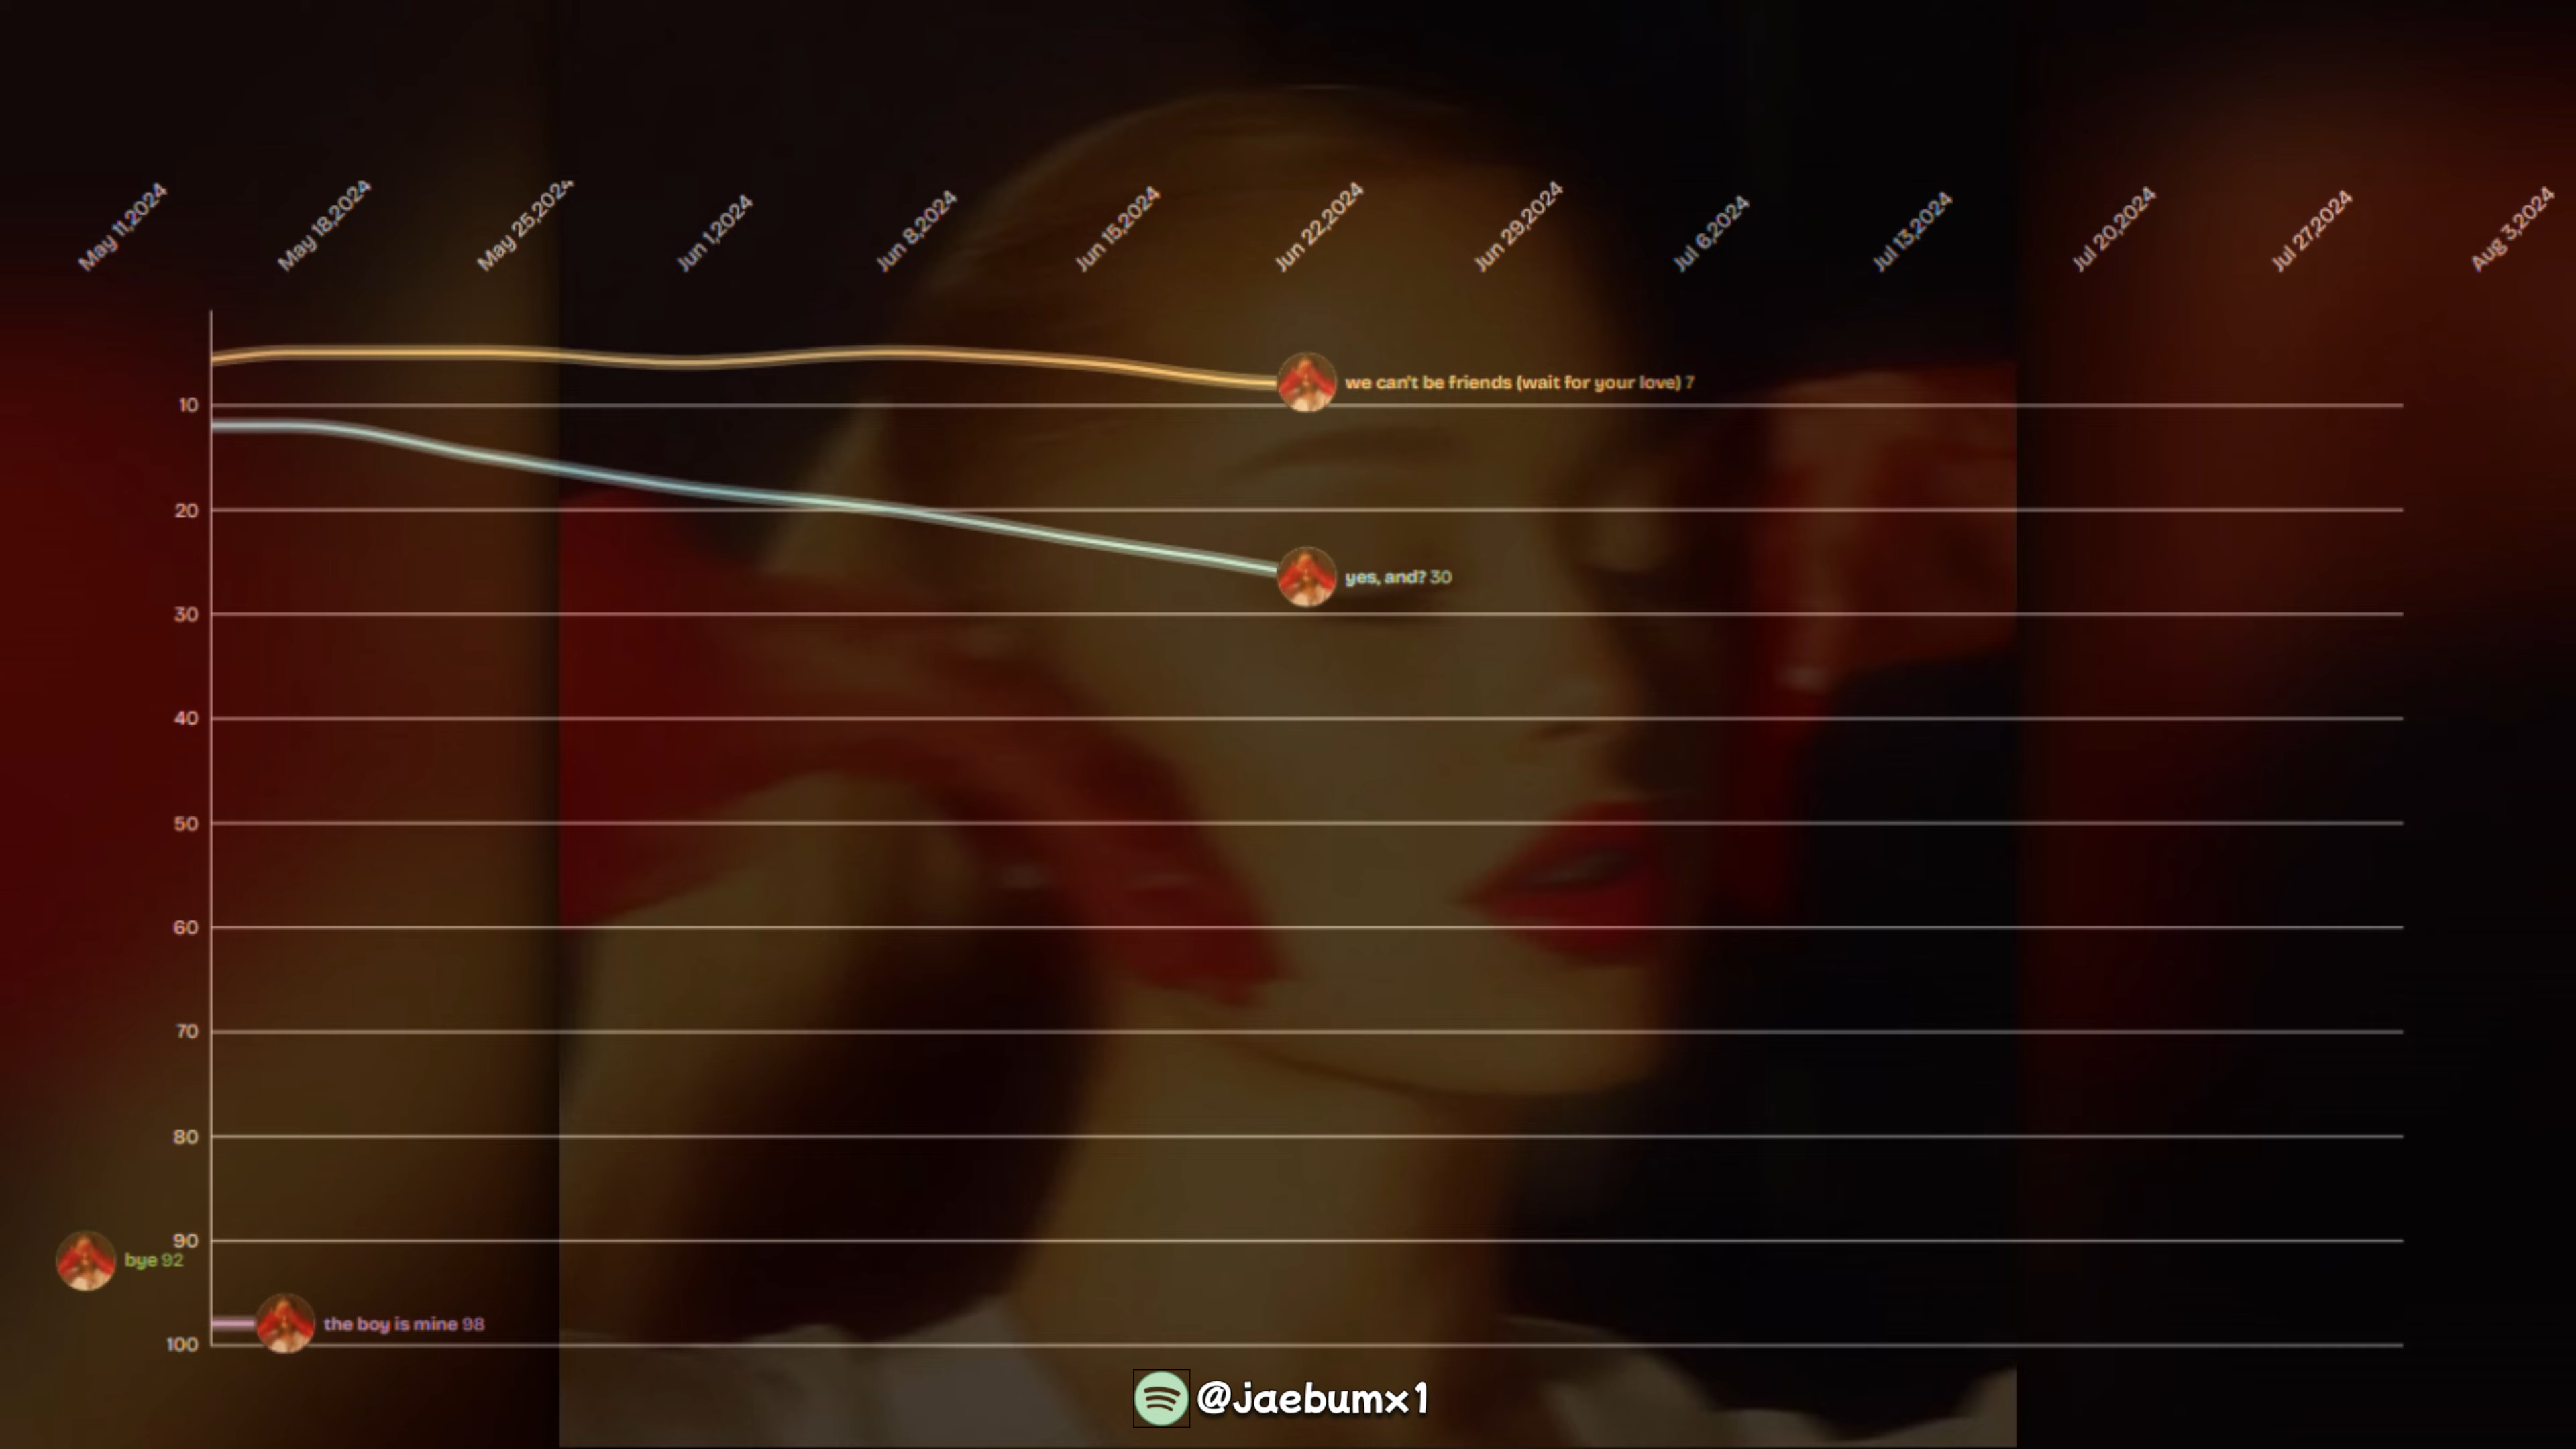 May 11,2024
May 18,2024
May 25,2024
Jun 1,2024
Jun 8,2024
Jun 15,2024
Jun 22,2024
Jun 29,2024
Jul 6,2024
Jul 13,2024
Jul 20,2024
Jul 27,2024
Aug 3,2024
we can't be friends (wait for your love) 7
10
20
yes, and? 30
30
40
50
60
70
80
90
bye 92
the boy is mine 98
100
@jaebumx1